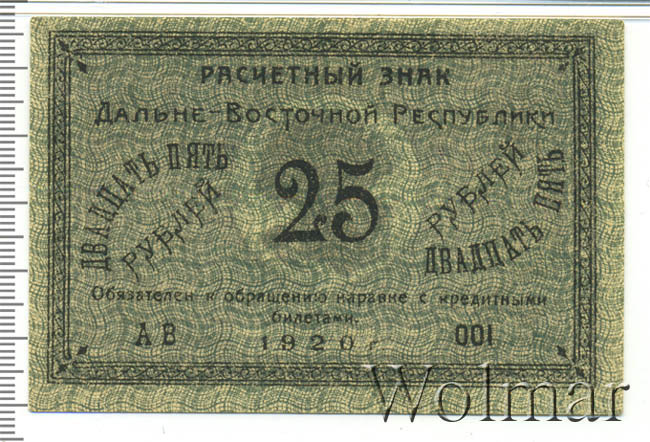 РАСЧЕТНЫЙ ЗНАК
ДАЛЬНЕ-ВОСТОЧНОЙ РЕСПУБЛИКИ
ДВАДЦАТЬ ПЯТЬ
РУБЛЕЙ
25
РУБЛЕЙ
ДВАДЦАТЬ ПЯТЬ
Обязателен к обращению наравне с кредитными
билетами.
АВ
001
1920 г.
Wolmar